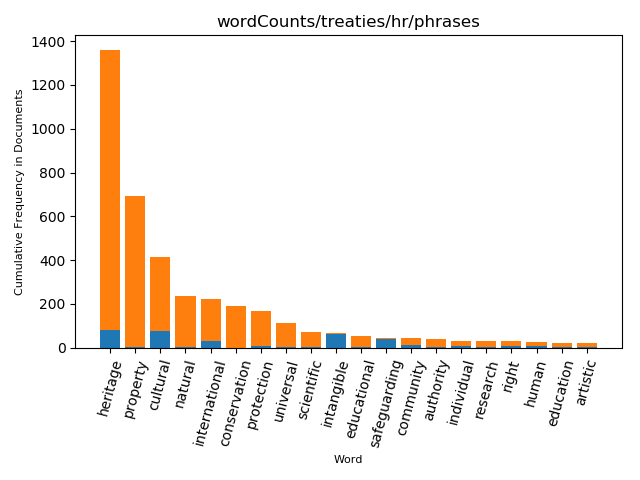 wordCounts/treaties/hr/phrases
Cumulative Frequency in Documents
1400
1200
1000
800
600
400
200
0
heritage
property
cultural
natural
international
conservation
protection
universal
scientific
intangible
educational
safeguarding
community
authority
individual
research
right
human
education
artistic
Word